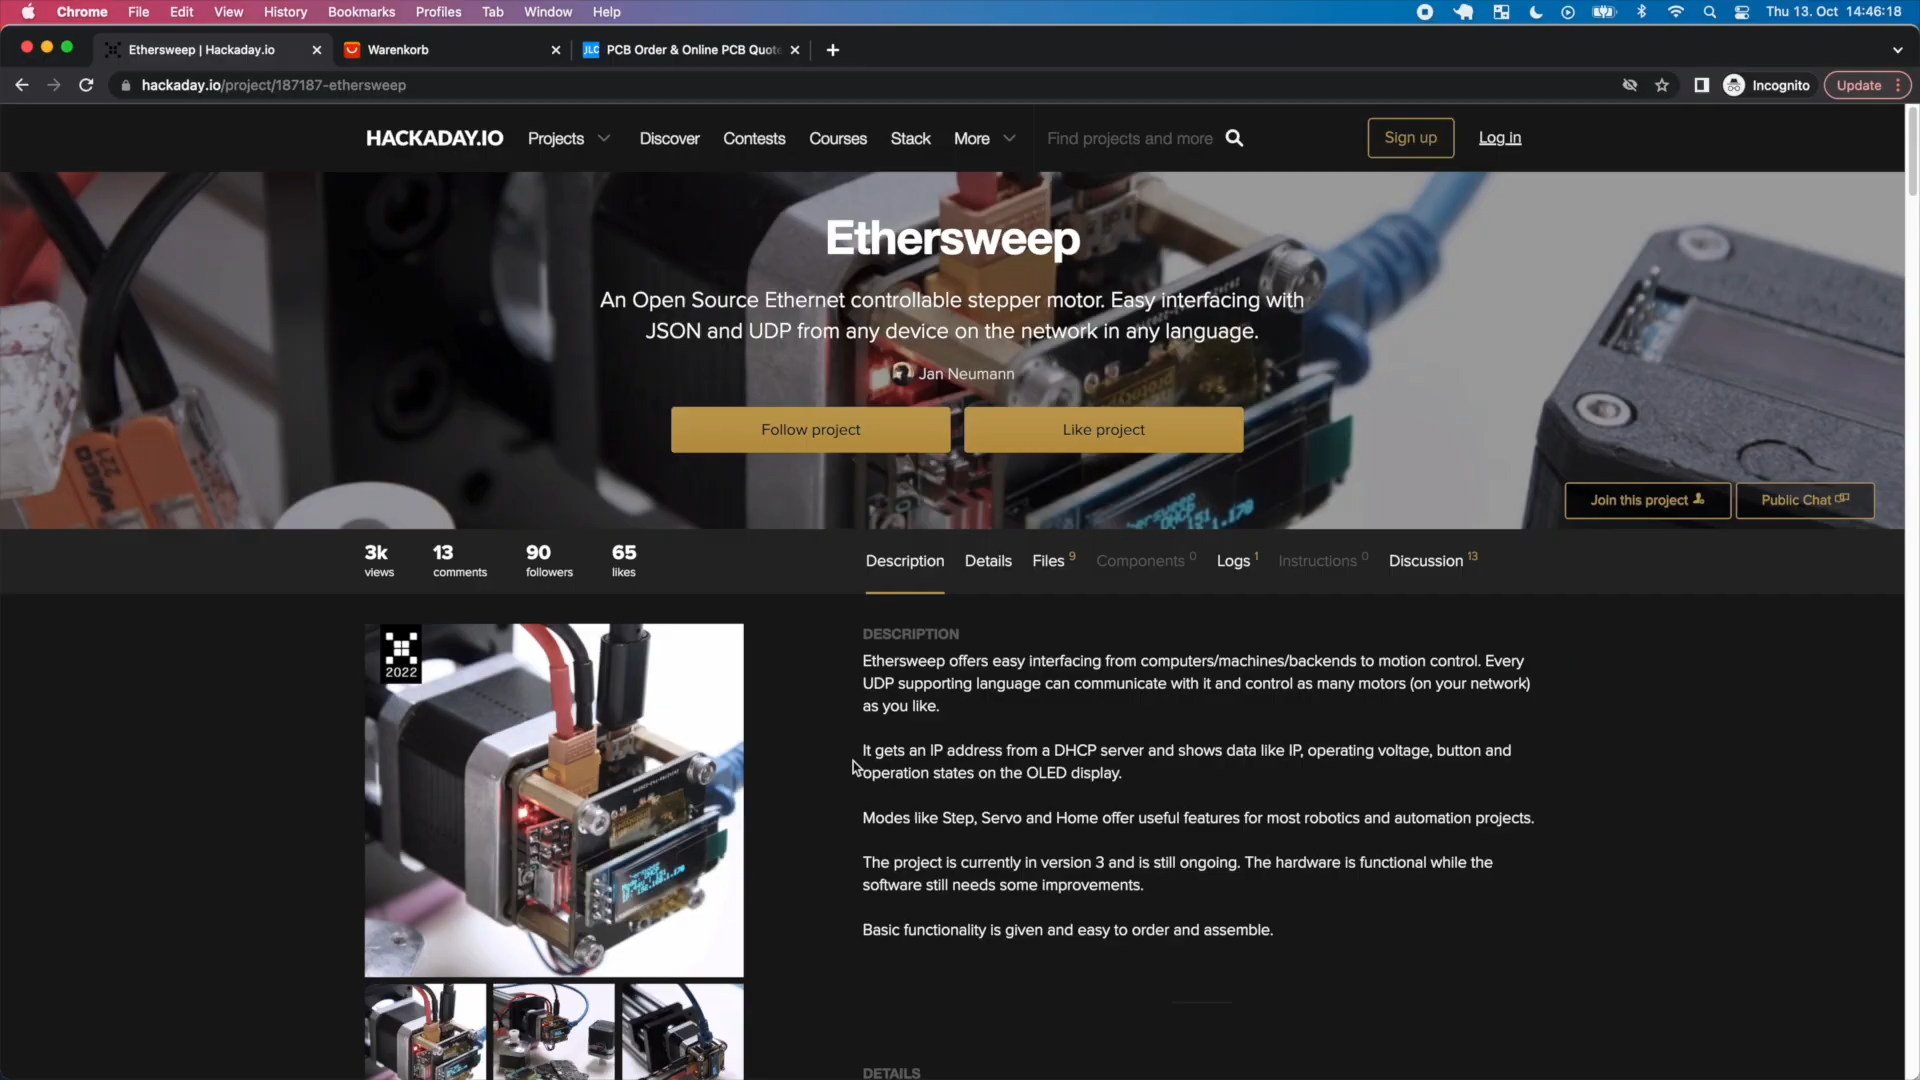 Chrome File Edit View History Bookmarks Profiles Tab Window Help Thu 13. Oct 14:46:18
Ethersweep | Hackaday.io Warenkorb JLC PCB Order & Online PCB Quote
hackaday.io/project/187187-ethersweep Incognito Update
HACKADAY.IO Projects Discover Contests Courses Stack More Find projects and more Sign up Log in
Ethersweep
An Open Source Ethernet controllable stepper motor. Easy interfacing with
JSON and UDP from any device on the network in any language.
Jan Neumann
Follow project Like project
221
Join this project Public Chat
3k 13 90 65
views comments followers likes
Description Details Files 9 Components 0 Logs 1 Instructions 0 Discussion 13
2022
DESCRIPTION
Ethersweep offers easy interfacing from computers/machines/backends to motion control. Every
UDP supporting language can communicate with it and control as many motors (on your network)
as you like.
It gets an IP address from a DHCP server and shows data like IP, operating voltage, button and
operation states on the OLED display.
Modes like Step, Servo and Home offer useful features for most robotics and automation projects.
The project is currently in version 3 and is still ongoing. The hardware is functional while the
software still needs some improvements.
Basic functionality is given and easy to order and assemble.
DETAILS